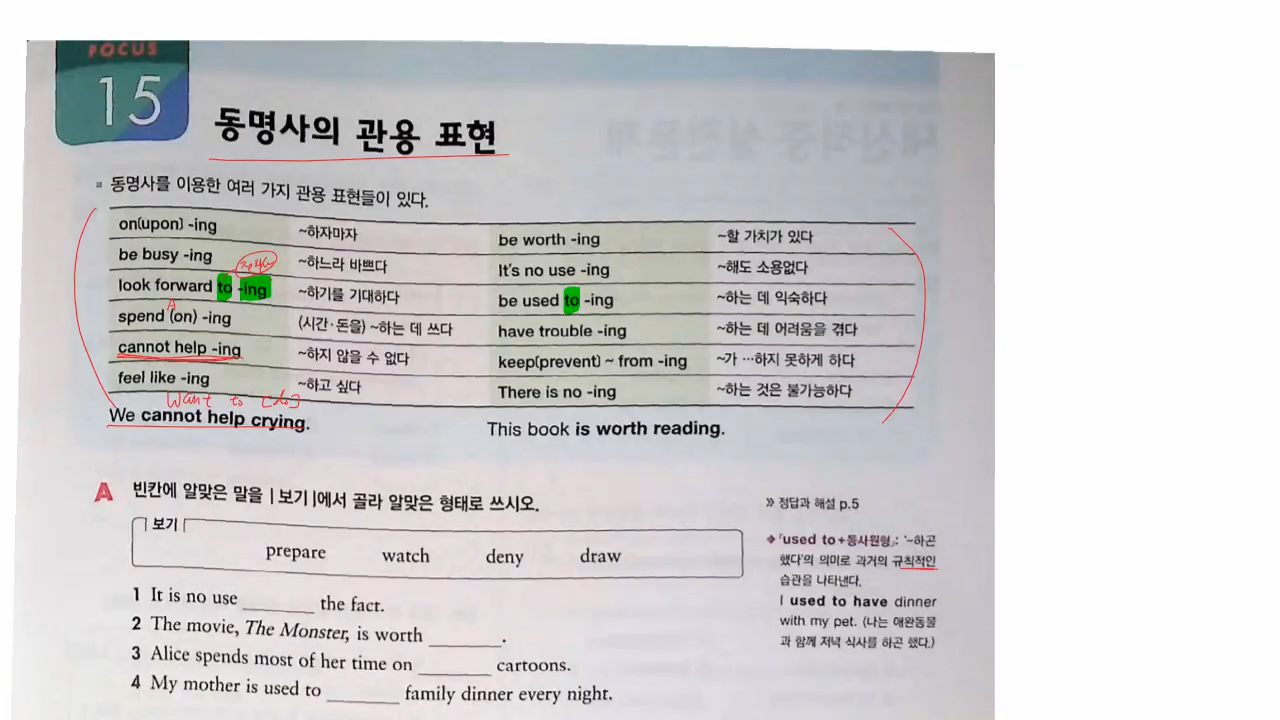 FOCUS
15
동명사의 관용 표현
» 동명사를 이용한 여러 가지 관용 표현들이 있다.
on(upon) -ing ~하자마자 be worth -ing ~할 가치가 있다
be busy -ing ~하느라 바쁘다 It's no use -ing ~해도 소용없다
전치사
look forward to -ing ~하기를 기대하다 be used to -ing ~하는 데 익숙하다
spend (on) -ing (시간·돈을) ~하는 데 쓰다 have trouble -ing ~하는 데 어려움을 겪다
cannot help -ing ~하지 않을 수 없다 keep(prevent) ~ from -ing ~가 …하지 못하게 하다
feel like -ing ~하고 싶다 There is no -ing ~하는 것은 불가능하다
Want to [do]
We cannot help crying. This book is worth reading.
A 빈칸에 알맞은 말을 |보기|에서 골라 알맞은 형태로 쓰시오.
보기
prepare watch deny draw
1 It is no use ______ the fact.
2 The movie, The Monster, is worth ______.
3 Alice spends most of her time on ______ cartoons.
4 My mother is used to ______ family dinner every night.
» 정답과 해설 p.5
「used to+동사원형」: '~하곤
했다'의 의미로 과거의 규칙적인
습관을 나타낸다.
I used to have dinner
with my pet. (나는 애완동물
과 함께 저녁 식사를 하곤 했다.)